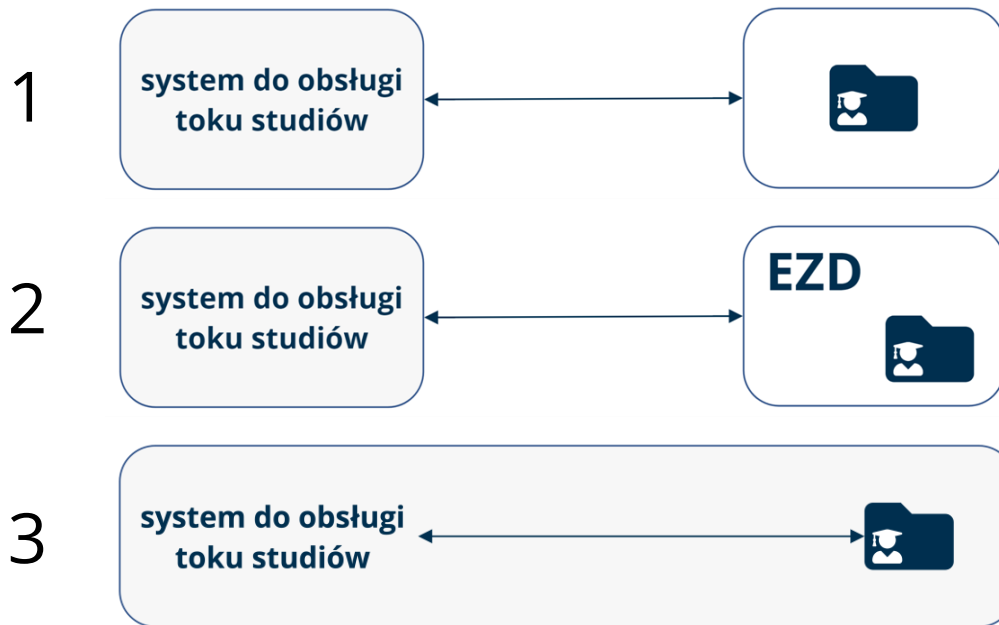 1
system do obsługi
toku studiów
2
system do obsługi
toku studiów
EZD
3
system do obsługi
toku studiów